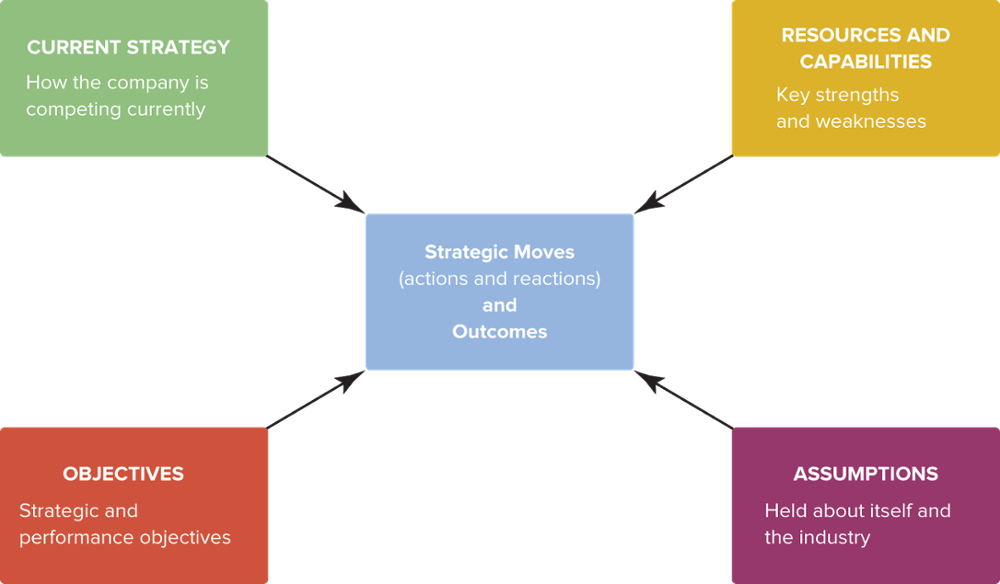 CURRENT STRATEGY
How the company is
competing currently
RESOURCES AND
CAPABILITIES
Key strengths
and weaknesses
Strategic Moves
(actions and reactions)
and
Outcomes
OBJECTIVES
Strategic and
performance objectives
ASSUMPTIONS
Held about itself and
the industry